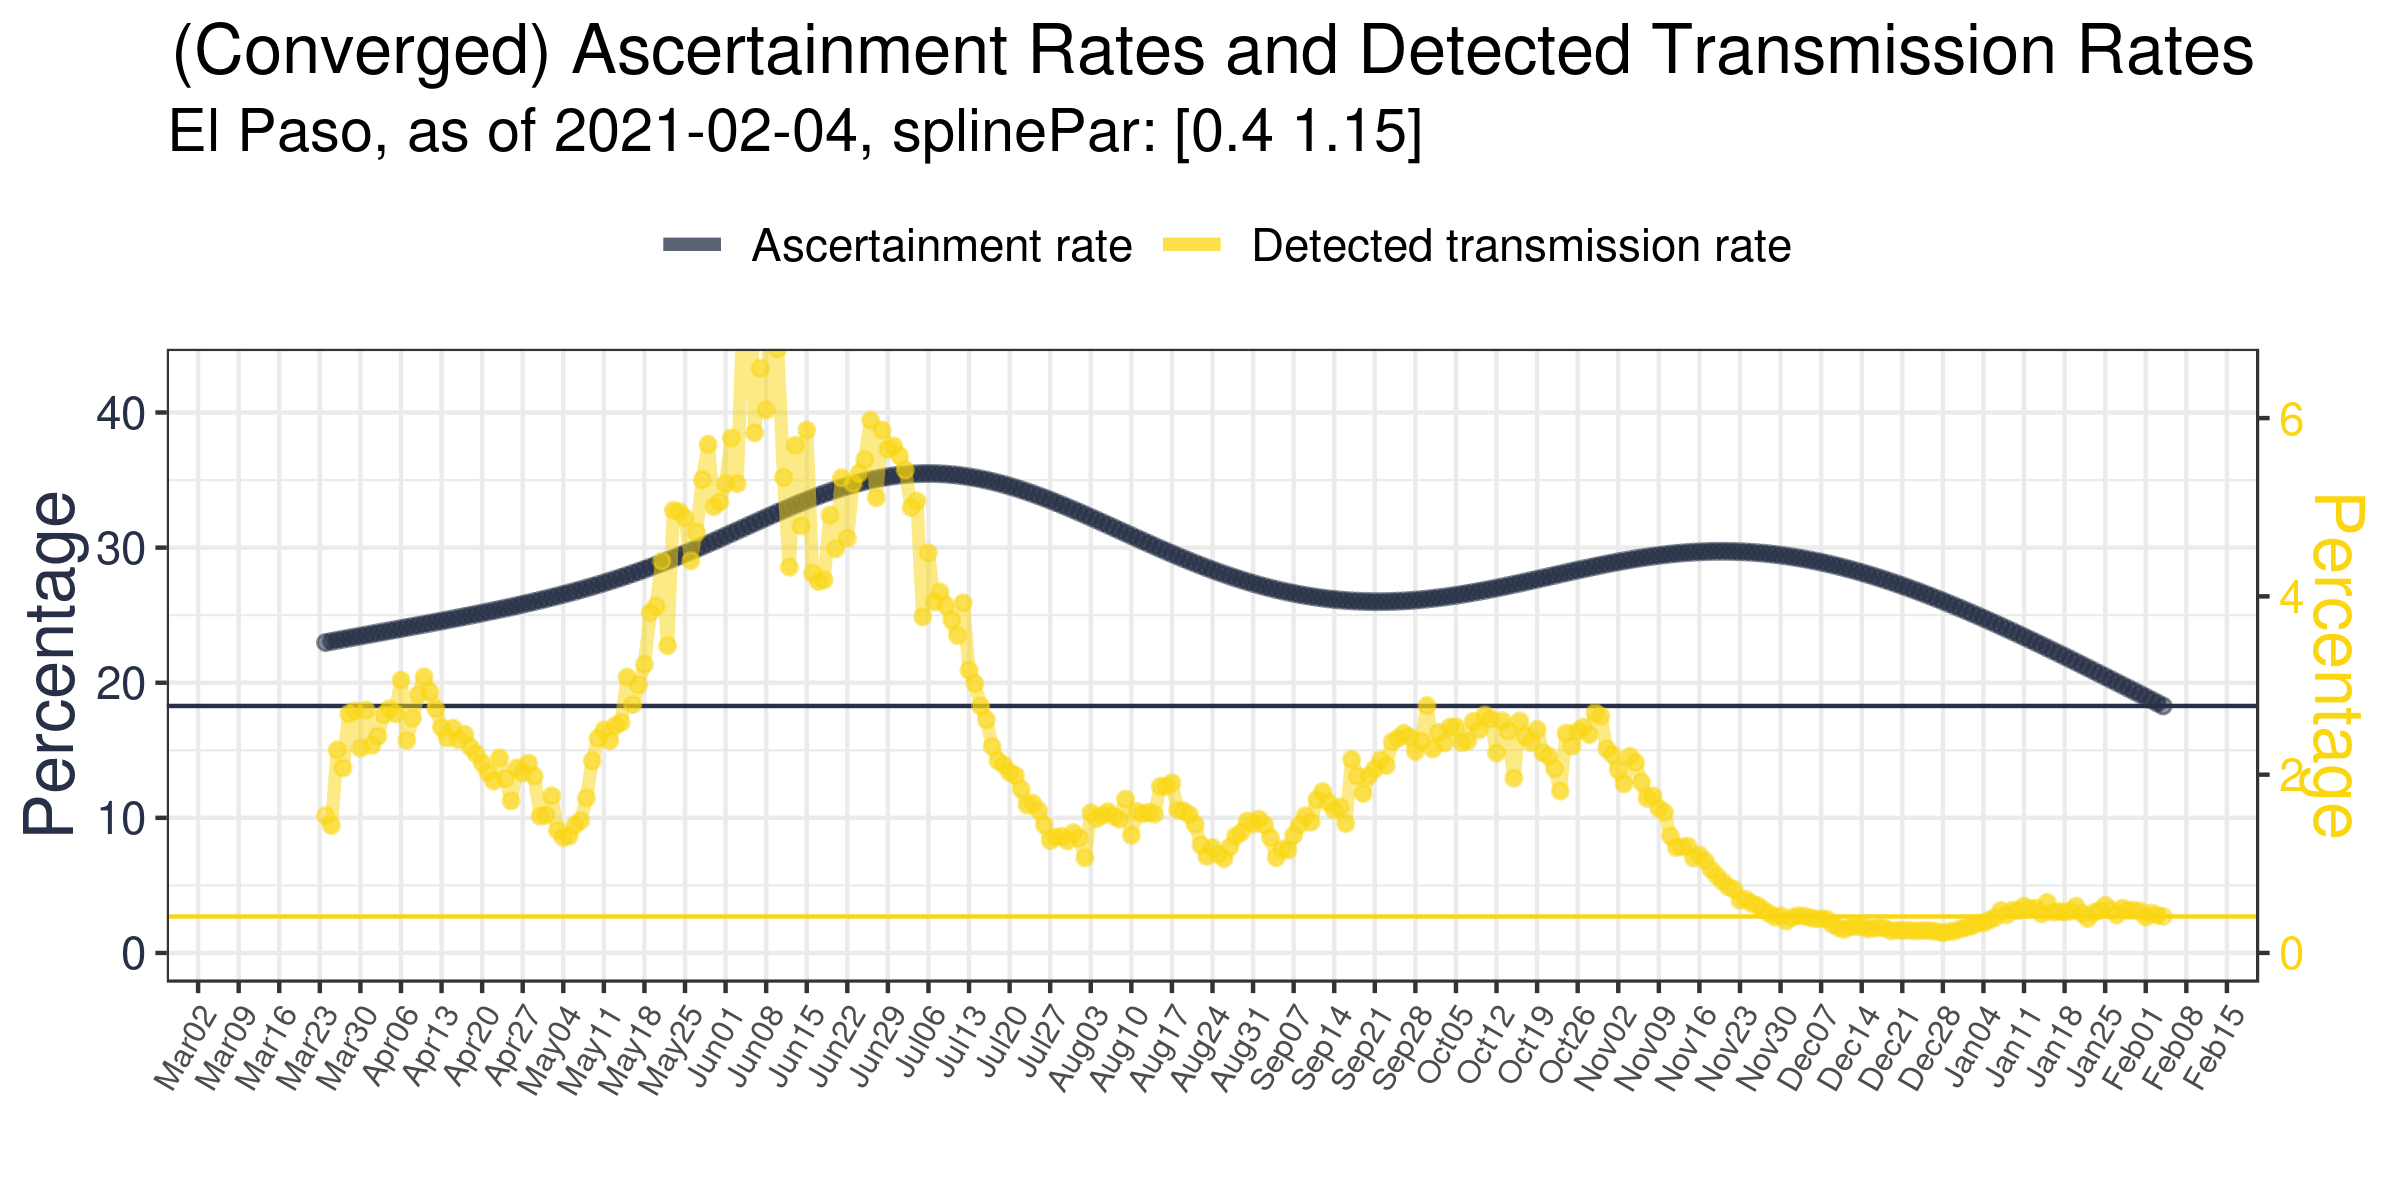 (Converged) Ascertainment Rates and Detected Transmission Rates
El Paso, as of 2021-02-04, splinePar: [0.4 1.15]
Ascertainment rate
Detected transmission rate
Percentage
40
30
20
10
0
6
4
2
0
Percentage
Mar02
Mar09
Mar16
Mar23
Mar30
Apr06
Apr13
Apr20
Apr27
May04
May11
May18
May25
Jun01
Jun08
Jun15
Jun22
Jun29
Jul06
Jul13
Jul20
Jul27
Aug03
Aug10
Aug17
Aug24
Aug31
Sep07
Sep14
Sep21
Sep28
Oct05
Oct12
Oct19
Oct26
Nov02
Nov09
Nov16
Nov23
Nov30
Dec07
Dec14
Dec21
Dec28
Jan04
Jan11
Jan18
Jan25
Feb01
Feb08
Feb15